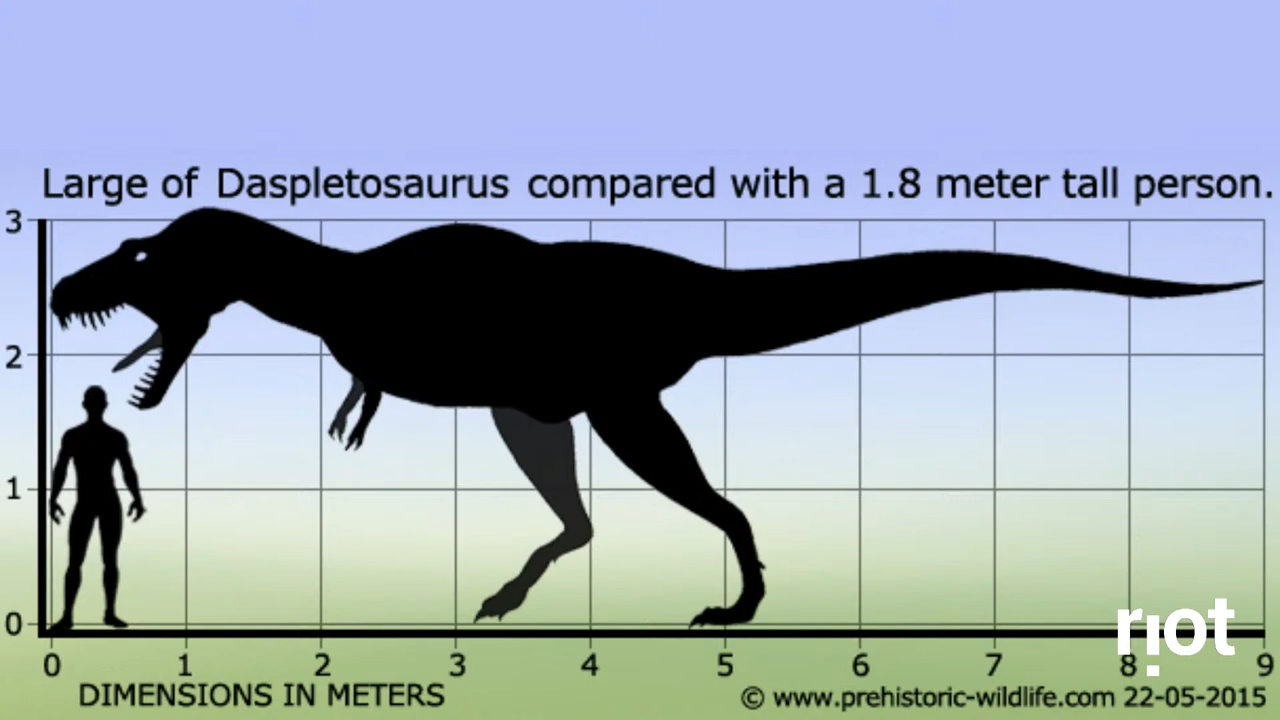 Large of Daspletosaurus compared with a 1.8 meter tall person.
3
2
1
0
0 1 2 3 4 5 6 7 8 9
riot
DIMENSIONS IN METERS
© www.prehistoric-wildlife.com 22-05-2015